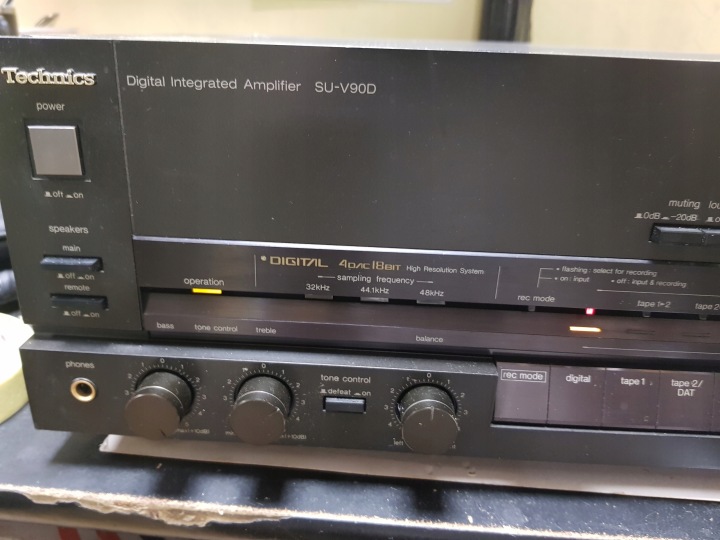 Technics
Digital Integrated Amplifier SU-V90D
power
off on
speakers
main
off on
remote
off on
muting
0dB -20dB
DIGITAL 4DAC 18BIT High Resolution System
sampling frequency
32kHz 44.1kHz 48kHz
operation
flashing : select for recording
on : input
off : input & recording
rec mode
tape 1▸2
tape 2
bass tone control treble
balance
phones
tone control
defeat on
left
rec mode
digital
tape 1
tape 2/
DAT